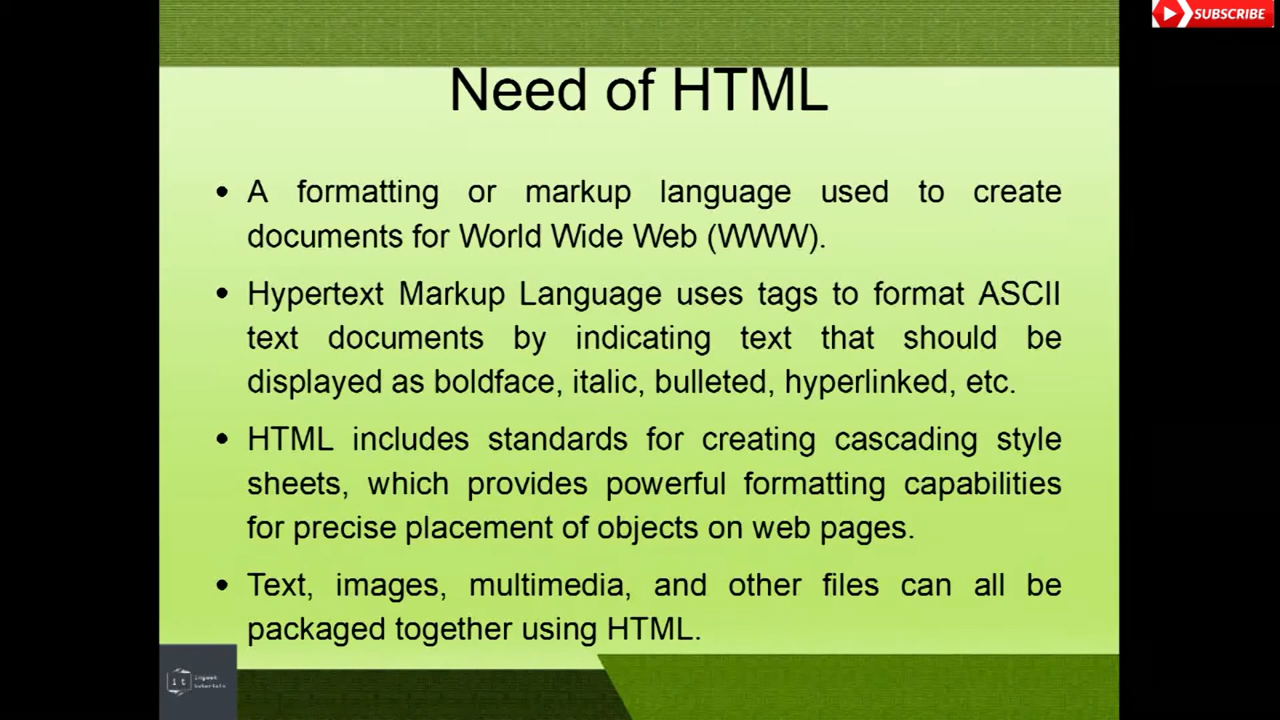 SUBSCRIBE
Need of HTML
• A formatting or markup language used to create
documents for World Wide Web (WWW).
• Hypertext Markup Language uses tags to format ASCII
text documents by indicating text that should be
displayed as boldface, italic, bulleted, hyperlinked, etc.
• HTML includes standards for creating cascading style
sheets, which provides powerful formatting capabilities
for precise placement of objects on web pages.
• Text, images, multimedia, and other files can all be
packaged together using HTML.
it